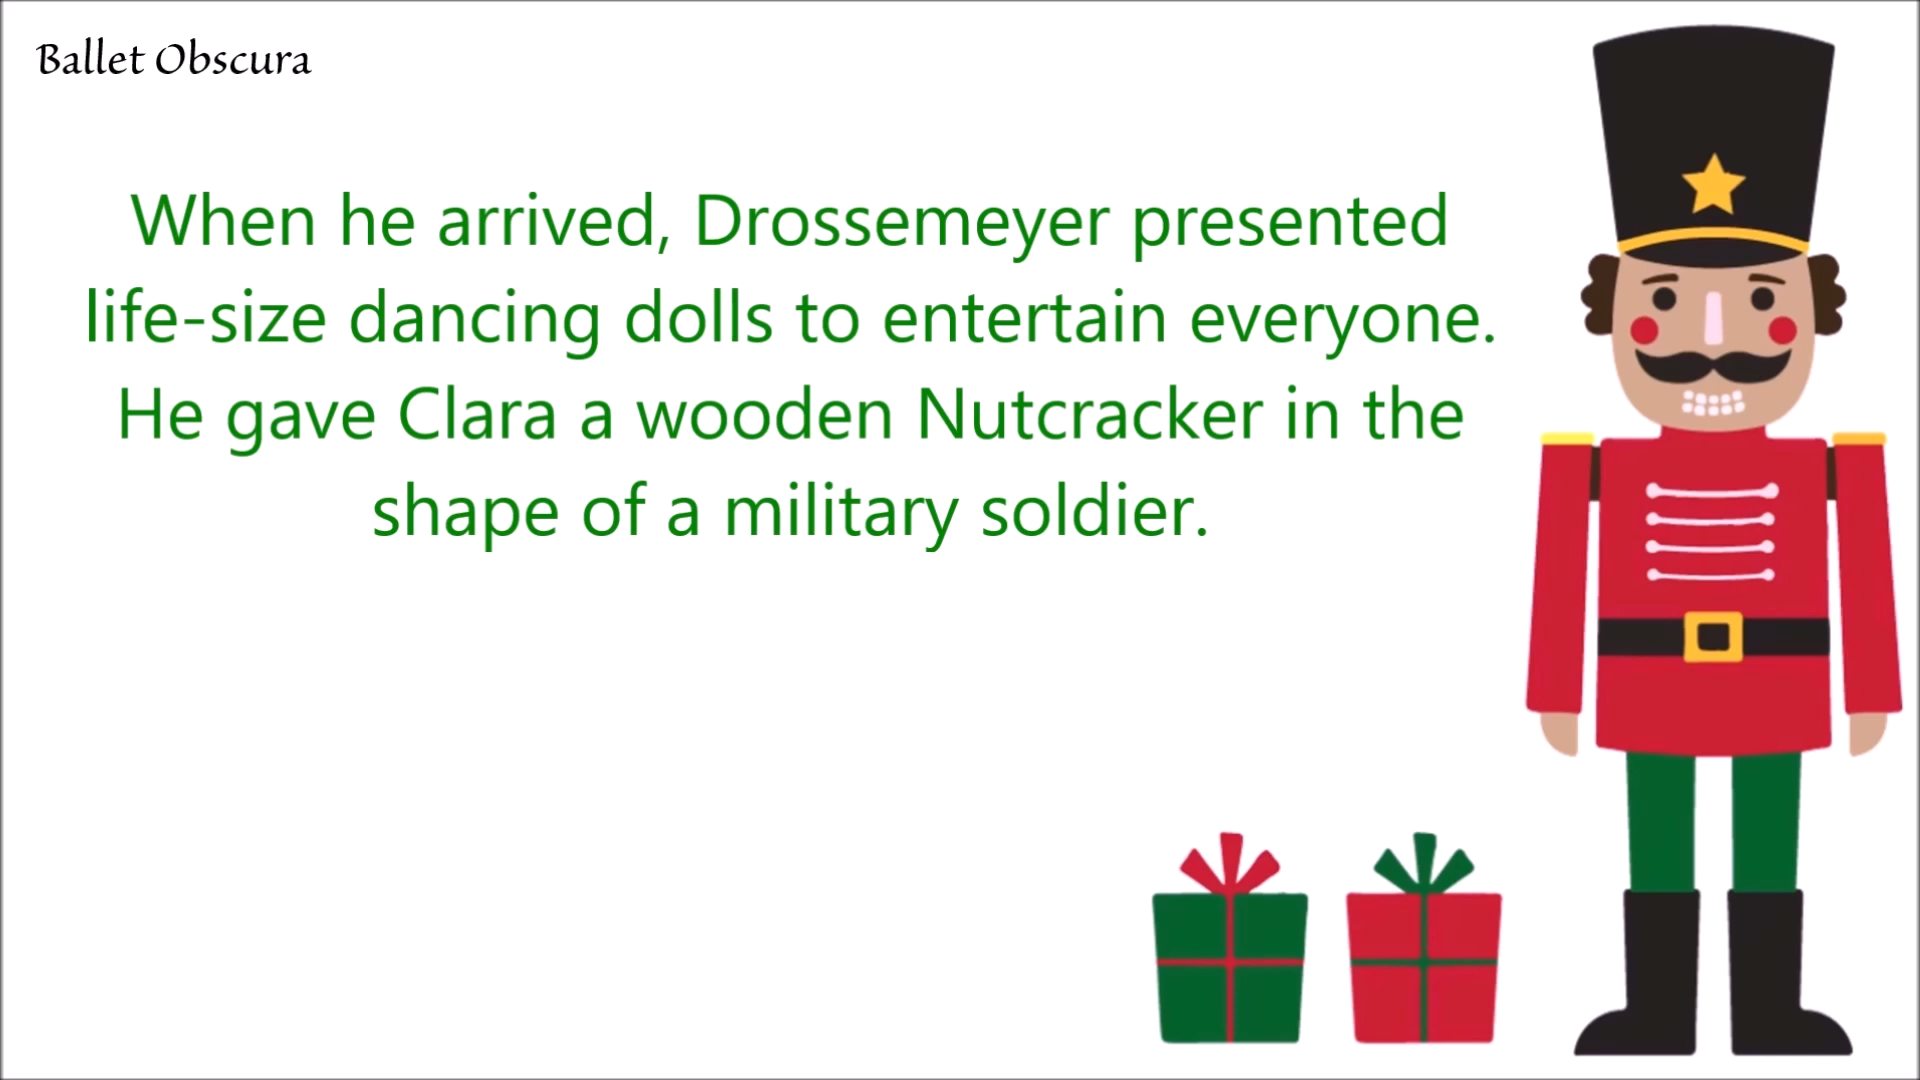 Ballet Obscura
When he arrived, Drossemeyer presented
life-size dancing dolls to entertain everyone.
He gave Clara a wooden Nutcracker in the
shape of a military soldier.